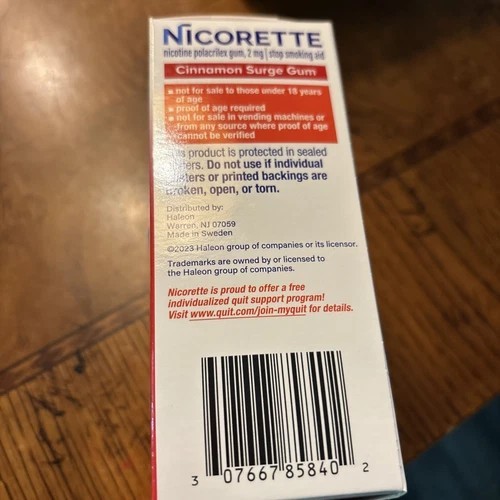 NICORETTE
nicotine polacrilex gum, 2 mg | stop smoking aid
Cinnamon Surge Gum
▪ not for sale to those under 18 years
of age
▪ proof of age required
▪ not for sale in vending machines or
from any source where proof of age
cannot be verified
product is protected in sealed
Do not use if individual
or printed backings are
broken, open, or torn.
Distributed by:
Haleon
Warren, NJ 07059
Made in Sweden
©2023 Haleon group of companies or its licensor.
Trademarks are owned by or licensed to
the Haleon group of companies.
Nicorette is proud to offer a free
individualized quit support program!
Visit www.quit.com/join-myquit for details.
3 07667 85840 2